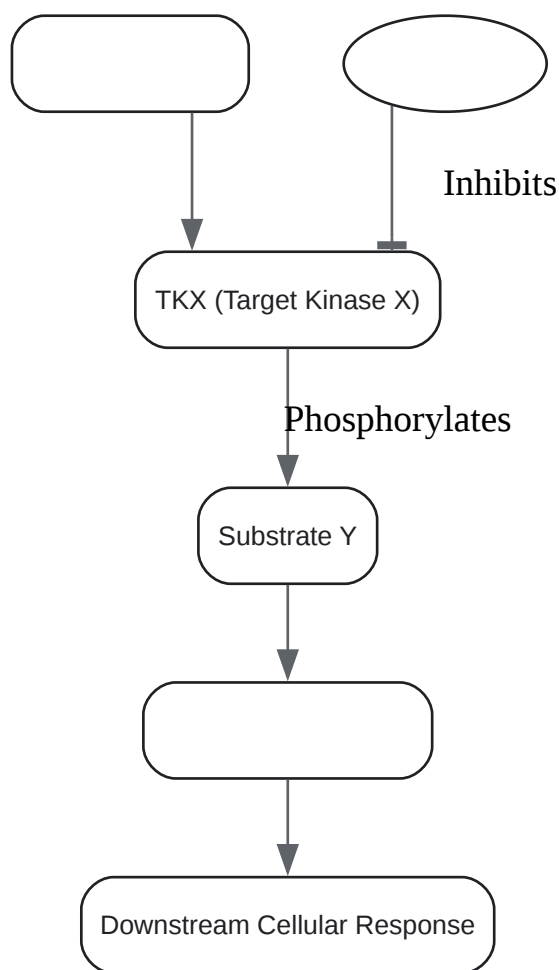 Inhibits
TKX (Target Kinase X)
Phosphorylates
Substrate Y
Downstream Cellular Response